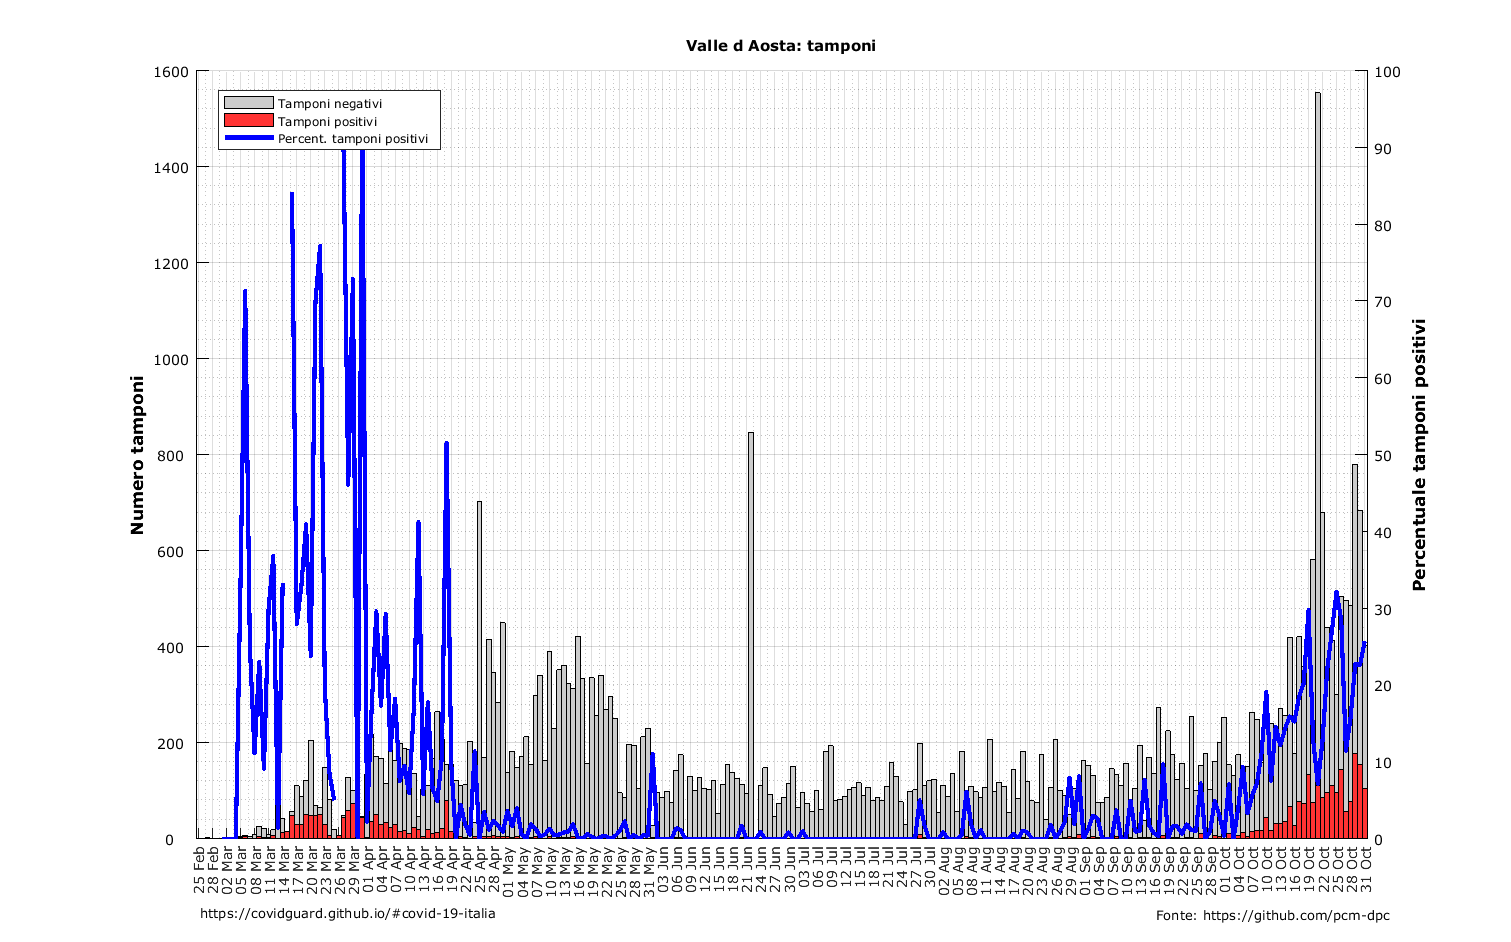 Valle d Aosta: tamponi
Tamponi negativi
Tamponi positivi
Percent. tamponi positivi
Numero tamponi
1600
1400
1200
1000
800
600
400
200
0
Percentuale tamponi positivi
100
90
80
70
60
50
40
30
20
10
0
25 Feb
28 Feb
02 Mar
05 Mar
08 Mar
11 Mar
14 Mar
17 Mar
20 Mar
23 Mar
26 Mar
29 Mar
01 Apr
04 Apr
07 Apr
10 Apr
13 Apr
16 Apr
19 Apr
22 Apr
25 Apr
28 Apr
01 May
04 May
07 May
10 May
13 May
16 May
19 May
22 May
25 May
28 May
31 May
03 Jun
06 Jun
09 Jun
12 Jun
15 Jun
18 Jun
21 Jun
24 Jun
27 Jun
30 Jun
03 Jul
06 Jul
09 Jul
12 Jul
15 Jul
18 Jul
21 Jul
24 Jul
27 Jul
30 Jul
02 Aug
05 Aug
08 Aug
11 Aug
14 Aug
17 Aug
20 Aug
23 Aug
26 Aug
29 Aug
01 Sep
04 Sep
07 Sep
10 Sep
13 Sep
16 Sep
19 Sep
22 Sep
25 Sep
28 Sep
01 Oct
04 Oct
07 Oct
10 Oct
13 Oct
16 Oct
19 Oct
22 Oct
25 Oct
28 Oct
31 Oct
https://covidguard.github.io/#covid-19-italia
Fonte: https://github.com/pcm-dpc